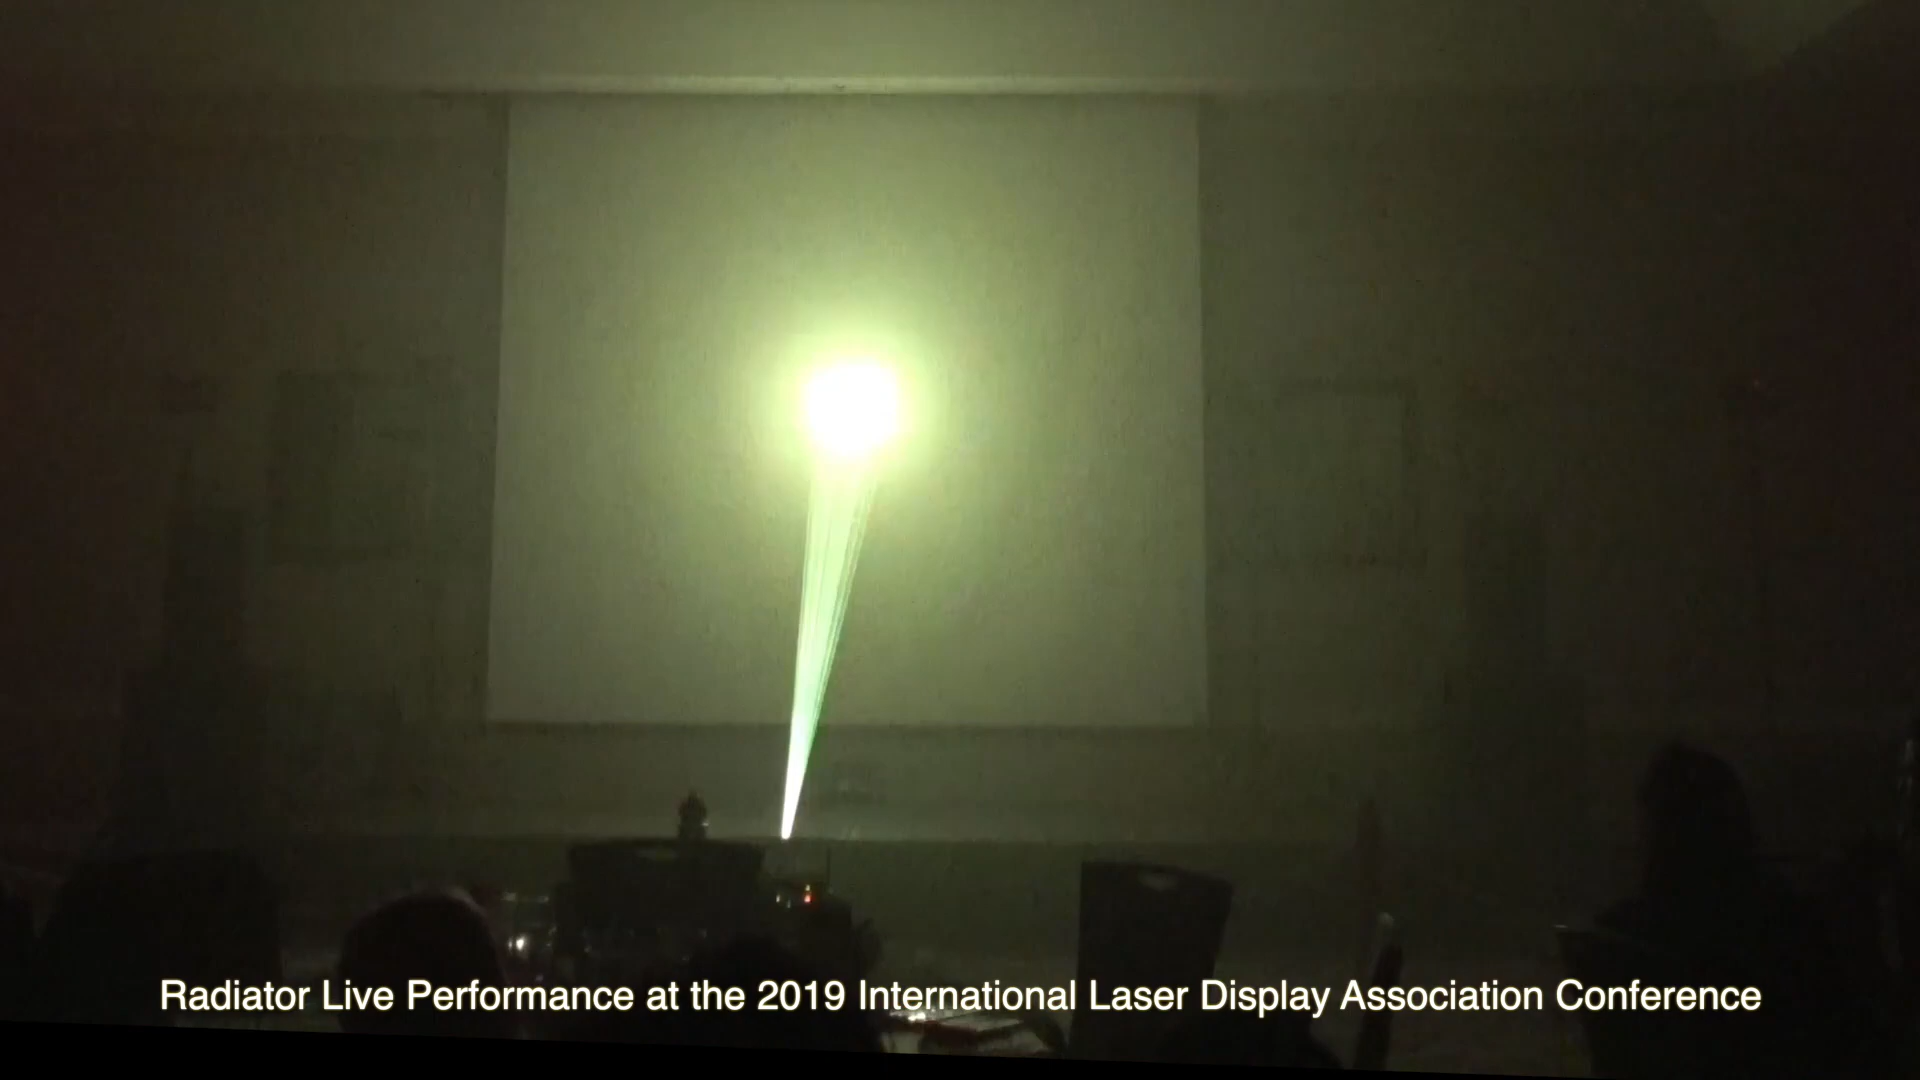 Radiator Live Performance at the 2019 International Laser Display Association Conference